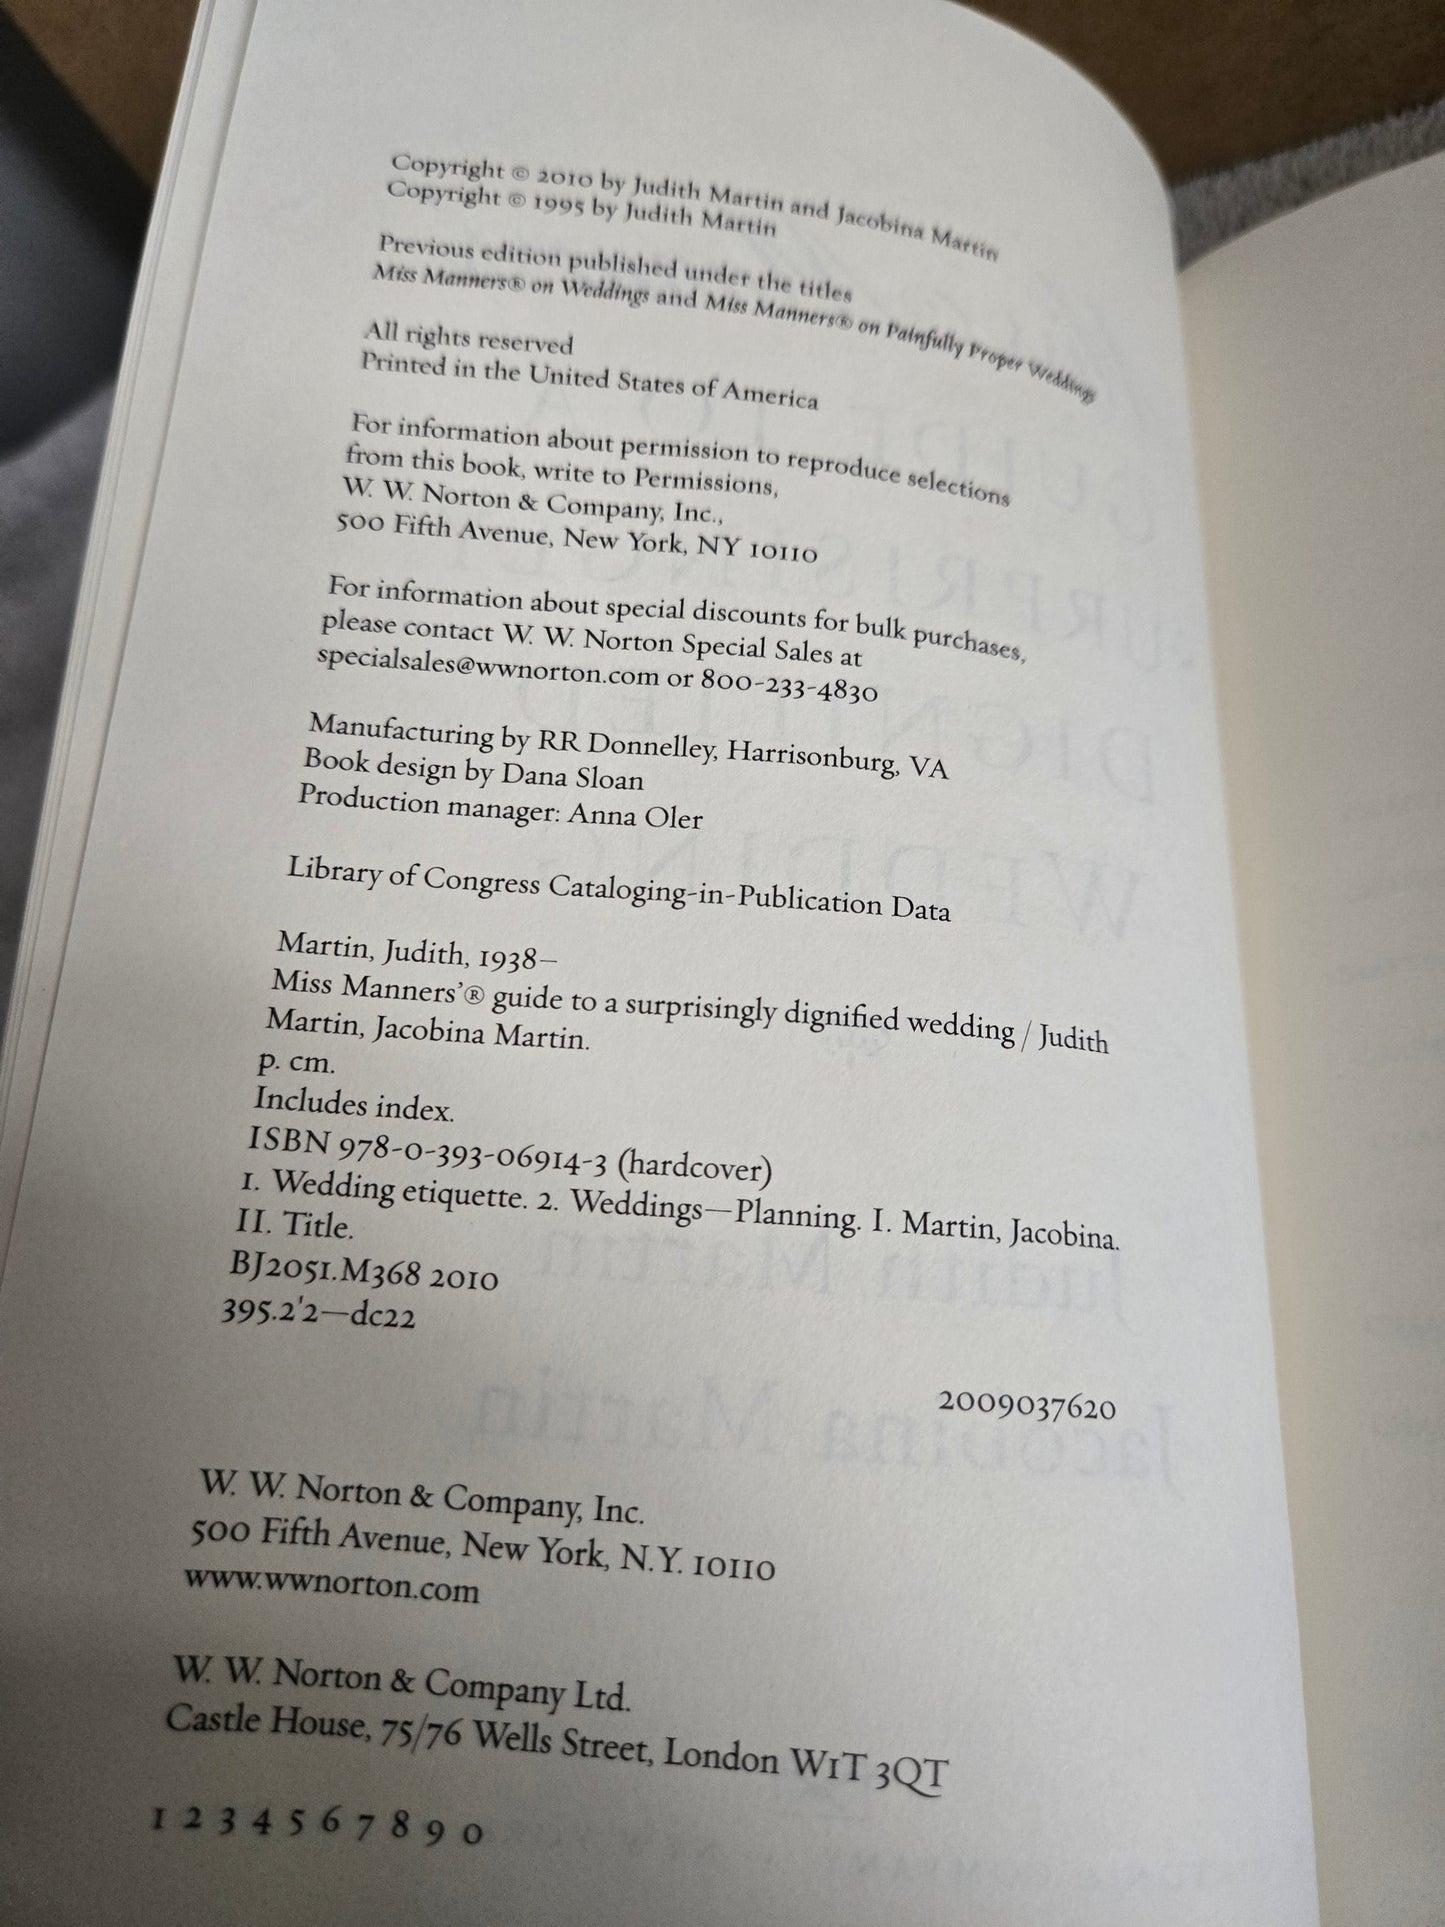 Copyright © 2010 by Judith Martin and Jacobina Martin
Copyright © 1995 by Judith Martin
Previous edition published under the titles
Miss Manners® on Weddings and Miss Manners® on Painfully Proper Weddings
All rights reserved
Printed in the United States of America
For information about permission to reproduce selections
from this book, write to Permissions,
W. W. Norton & Company, Inc.,
500 Fifth Avenue, New York, NY 10110
For information about special discounts for bulk purchases,
please contact W. W. Norton Special Sales at
specialsales@wwnorton.com or 800-233-4830
Manufacturing by RR Donnelley, Harrisonburg, VA
Book design by Dana Sloan
Production manager: Anna Oler
Library of Congress Cataloging-in-Publication Data
Martin, Judith, 1938–
Miss Manners'® guide to a surprisingly dignified wedding / Judith
Martin, Jacobina Martin.
p. cm.
Includes index.
ISBN 978-0-393-06914-3 (hardcover)
1. Wedding etiquette. 2. Weddings—Planning. I. Martin, Jacobina.
II. Title.
BJ2051.M368 2010
395.2'2—dc22
2009037620
W. W. Norton & Company, Inc.
500 Fifth Avenue, New York, N.Y. 10110
www.wwnorton.com
W. W. Norton & Company Ltd.
Castle House, 75/76 Wells Street, London W1T 3QT
1 2 3 4 5 6 7 8 9 0